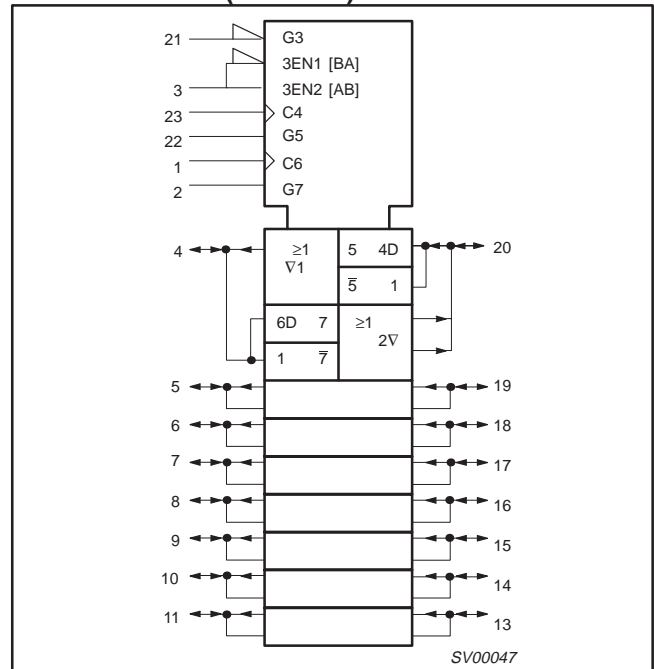 21 G3
3EN1 [BA]
3 3EN2 [AB]
23 C4
22 G5
1 C6
2 G7
4 ≥1 5 4D 20
∇1
5̅ 1
6D 7 ≥1
2∇
1 7̅
5 19
6 18
7 17
8 16
9 15
10 14
11 13
SV00047